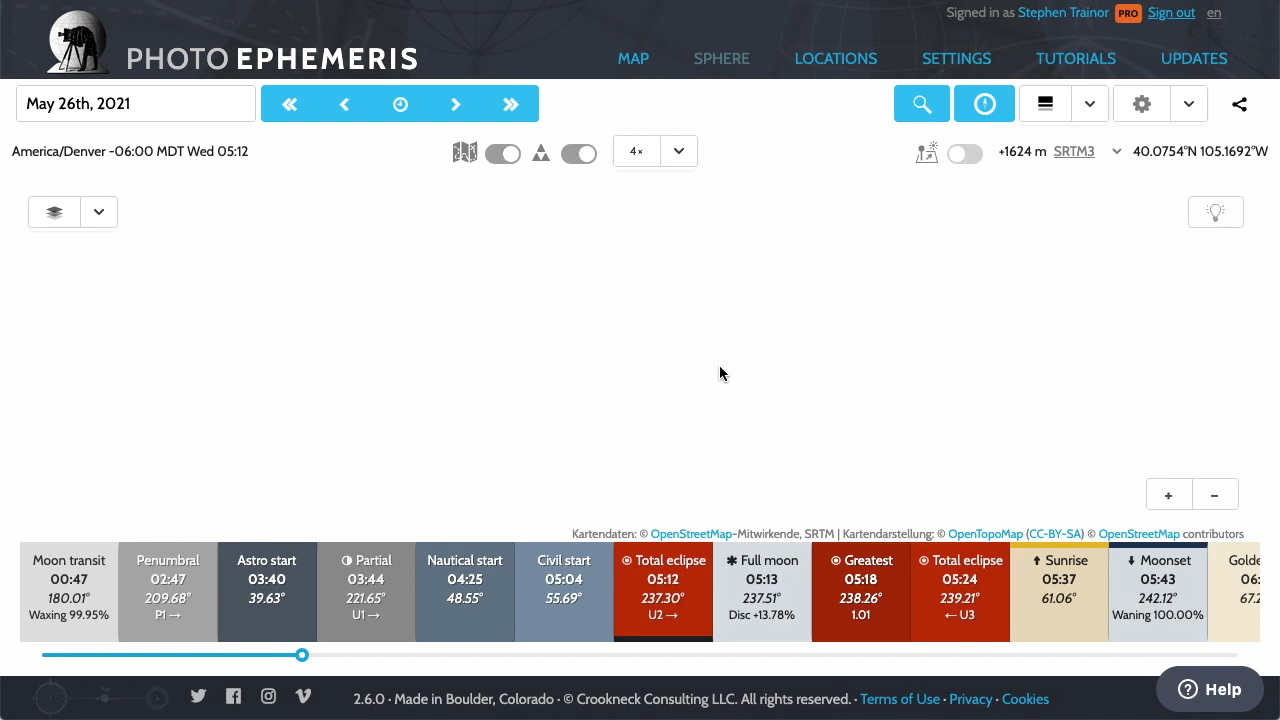 Signed in as Stephen Trainor PRO Sign out en
PHOTO EPHEMERIS
MAP SPHERE LOCATIONS SETTINGS TUTORIALS UPDATES
May 26th, 2021
America/Denver -06:00 MDT Wed 05:12
4×
+1624 m SRTM3 40.0754°N 105.1692°W
+ −
Kartendaten: © OpenStreetMap-Mitwirkende, SRTM | Kartendarstellung: © OpenTopoMap (CC-BY-SA) © OpenStreetMap contributors
Moon transit
00:47
180.01°
Waxing 99.95%
Penumbral
02:47
209.68°
P1 →
Astro start
03:40
39.63°
Partial
03:44
221.65°
U1 →
Nautical start
04:25
48.55°
Civil start
05:04
55.69°
Total eclipse
05:12
237.30°
U2 →
Full moon
05:13
237.51°
Disc +13.78%
Greatest
05:18
238.26°
1.01
Total eclipse
05:24
239.21°
← U3
Sunrise
05:37
61.06°
Moonset
05:43
242.12°
Waning 100.00%
Golde
06:
67.2
2.6.0 · Made in Boulder, Colorado · © Crookneck Consulting LLC. All rights reserved. · Terms of Use · Privacy · Cookies
Help